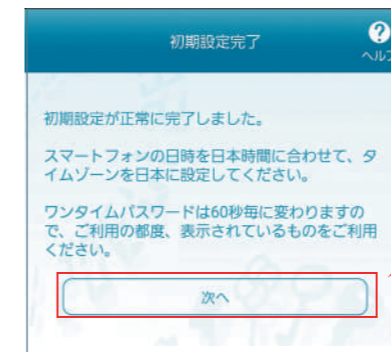 初期設定完了
?
ヘルプ
初期設定が正常に完了しました。
スマートフォンの日時を日本時間に合わせて、タ
イムゾーンを日本に設定してください。
ワンタイムパスワードは60秒毎に変わりますの
で、ご利用の都度、表示されているものをご利用
ください。
次へ